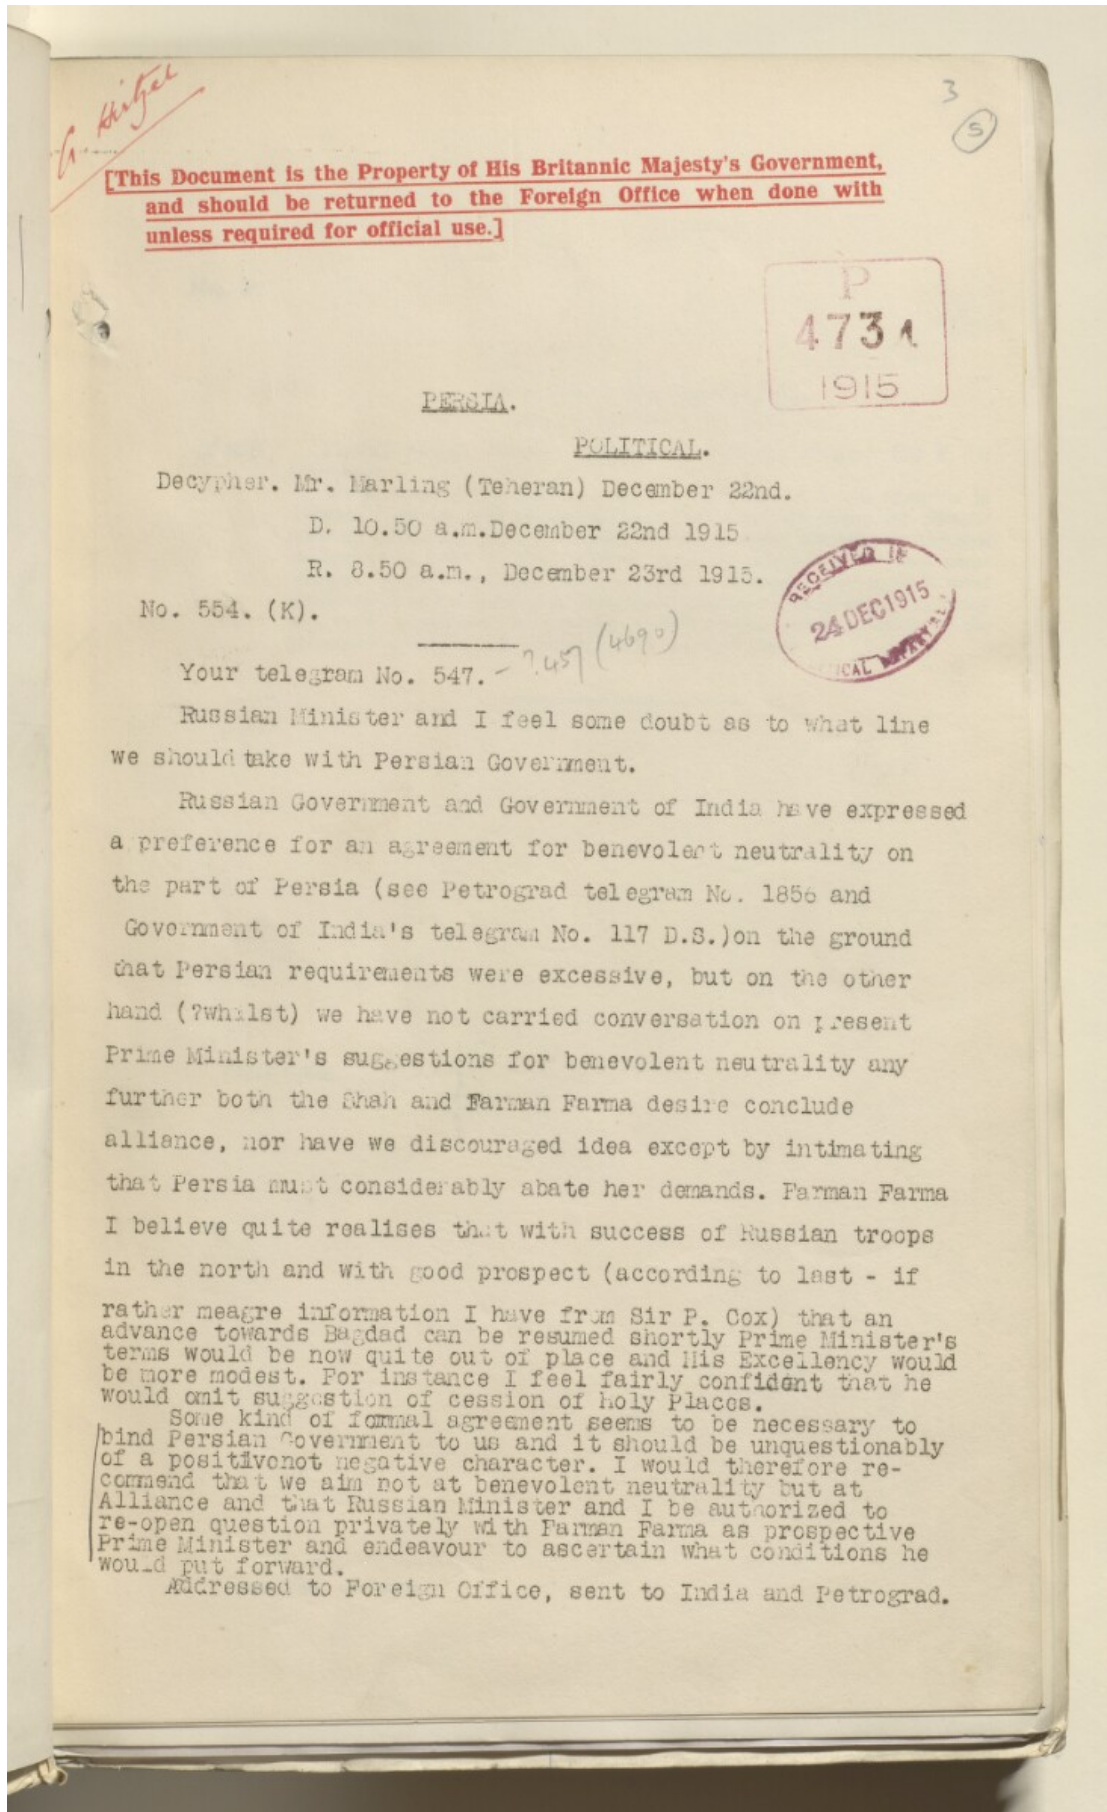 Hirtzel
3
5
[This Document is the Property of His Britannic Majesty's Government,
and should be returned to the Foreign Office when done with
unless required for official use.]
P
4731
1915
PERSIA.
POLITICAL.
Decypher. Mr. Marling (Teheran) December 22nd.
D. 10.50 a.m.December 22nd 1915
R. 8.50 a.m., December 23rd 1915.
RECEIVED IN
24 DEC 1915
No. 554. (K).
Your telegram No. 547. - (4690)
Russian Minister and I feel some doubt as to what line
we should take with Persian Government.
Russian Government and Government of India have expressed
a preference for an agreement for benevolent neutrality on
the part of Persia (see Petrograd telegram No. 1856 and
Government of India's telegram No. 117 D.S.)on the ground
that Persian requirements were excessive, but on the other
hand (?whilst) we have not carried conversation on present
Prime Minister's suggestions for benevolent neutrality any
further both the Shah and Farman Farma desire conclude
alliance, nor have we discouraged idea except by intimating
that Persia must considerably abate her demands. Farman Farma
I believe quite realises that with success of Russian troops
in the north and with good prospect (according to last - if
rather meagre information I have from Sir P. Cox) that an
advance towards Bagdad can be resumed shortly Prime Minister's
terms would be now quite out of place and His Excellency would
be more modest. For instance I feel fairly confident that he
would omit suggestion of cession of holy Places.
Some kind of formal agreement seems to be necessary to
bind Persian Government to us and it should be unquestionably
of a positivenot negative character. I would therefore re-
commend that we aim not at benevolent neutrality but at
Alliance and that Russian Minister and I be authorized to
re-open question privately with Farman Farma as prospective
Prime Minister and endeavour to ascertain what conditions he
would put forward.
Addressed to Foreign Office, sent to India and Petrograd.